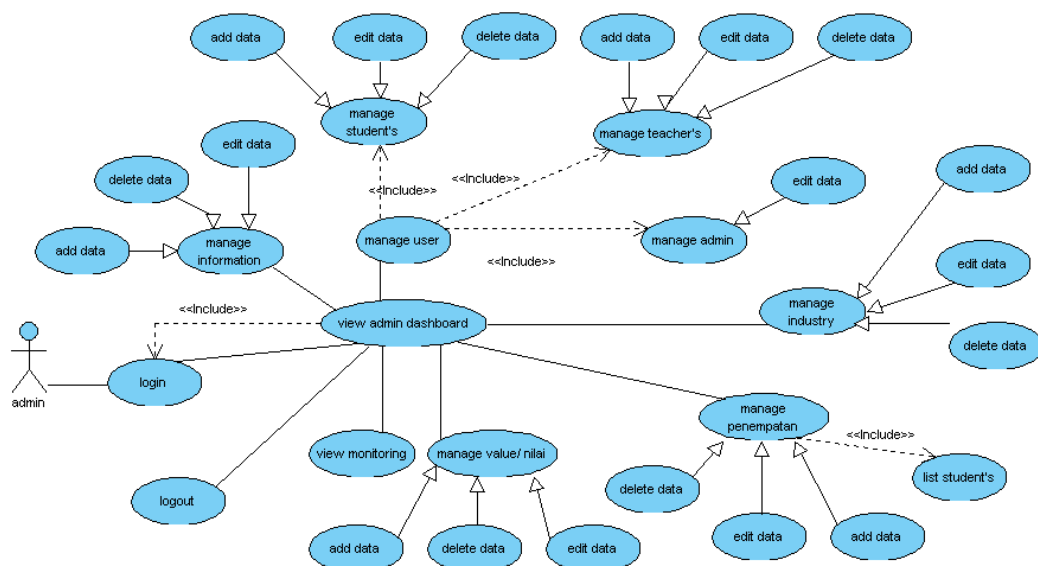 add data
edit data
delete data
add data
edit data
delete data
manage
student's
manage teacher's
edit data
delete data
add data
<<Include>>
<<Include>>
edit data
add data
manage
information
manage user
manage admin
<<Include>>
edit data
<<Include>>
view admin dashboard
manage
industry
delete data
login
admin
manage
penempatan
<<Include>>
view monitoring
manage value/ nilai
list student's
logout
delete data
add data
delete data
edit data
edit data
add data